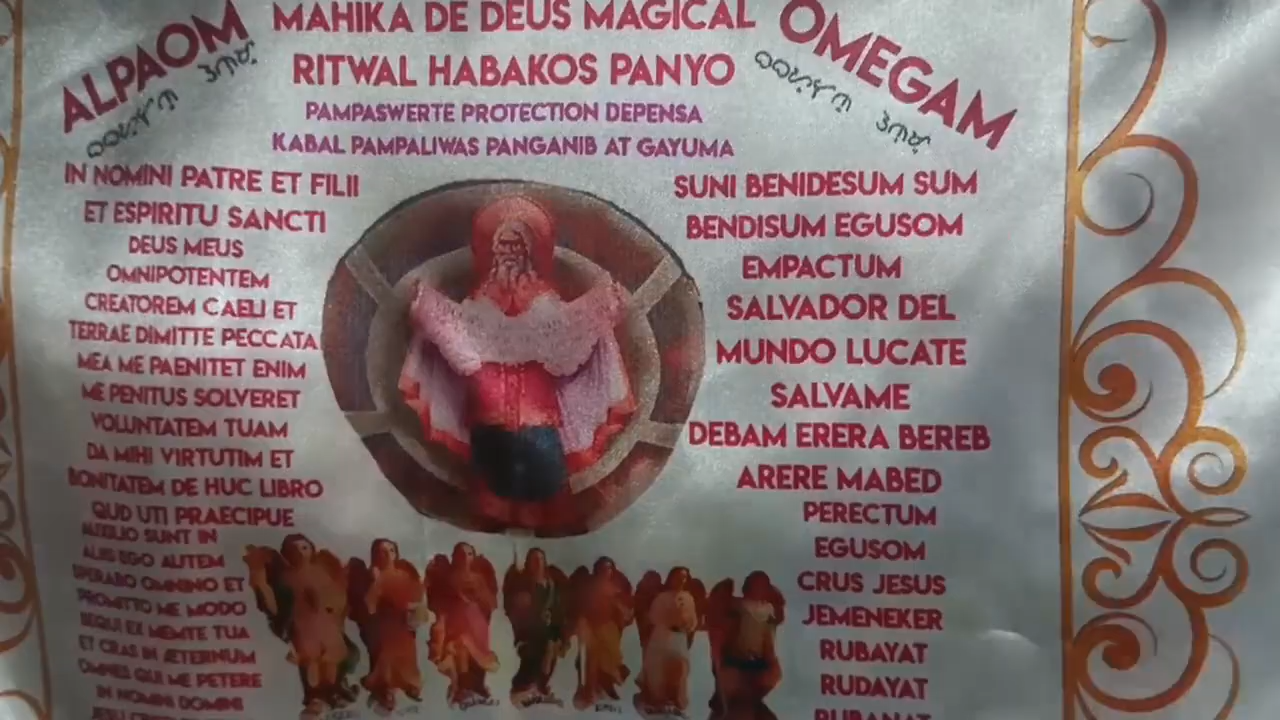 MAHIKA DE DEUS MAGICAL
ALPAOM
OMEGAM
RITWAL HABAKOS PANYO
PAMPASWERTE PROTECTION DEPENSA
KABAL PAMPALIWAS PANGANIB AT GAYUMA
IN NOMINI PATRE ET FILII
ET ESPIRITU SANCTI
DEUS MEUS
OMNIPOTENTEM
CREATOREM CAELI ET
TERRAE DIMITTE PECCATA
MEA ME PAENITET ENIM
ME PENITUS SOLVERET
VOLUNTATEM TUAM
DA MIHI VIRTUTIM ET
BONITATEM DE HUC LIBRO
QUD UTI PRAECIPUE
SUNT IN
ALIIS EGO AUTEM
SPERABO OMNINO ET
PROMITTO ME MODO
SEQUI EX MEMTE TUA
ET CRAS IN ÆTERNUM
OMNES QUI ME PETERE
IN NOMINI DOMINI
SUNI BENIDESUM SUM
BENDISUM EGUSOM
EMPACTUM
SALVADOR DEL
MUNDO LUCATE
SALVAME
DEBAM ERERA BEREB
ARERE MABED
PERECTUM
EGUSOM
CRUS JESUS
JEMENEKER
RUBAYAT
RUDAYAT
RUBANAT